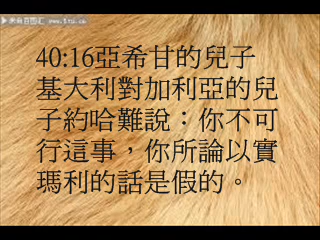 40:16亞希甘的兒子
基大利對加利亞的兒
子約哈難說：你不可
行這事，你所論以實
瑪利的話是假的。